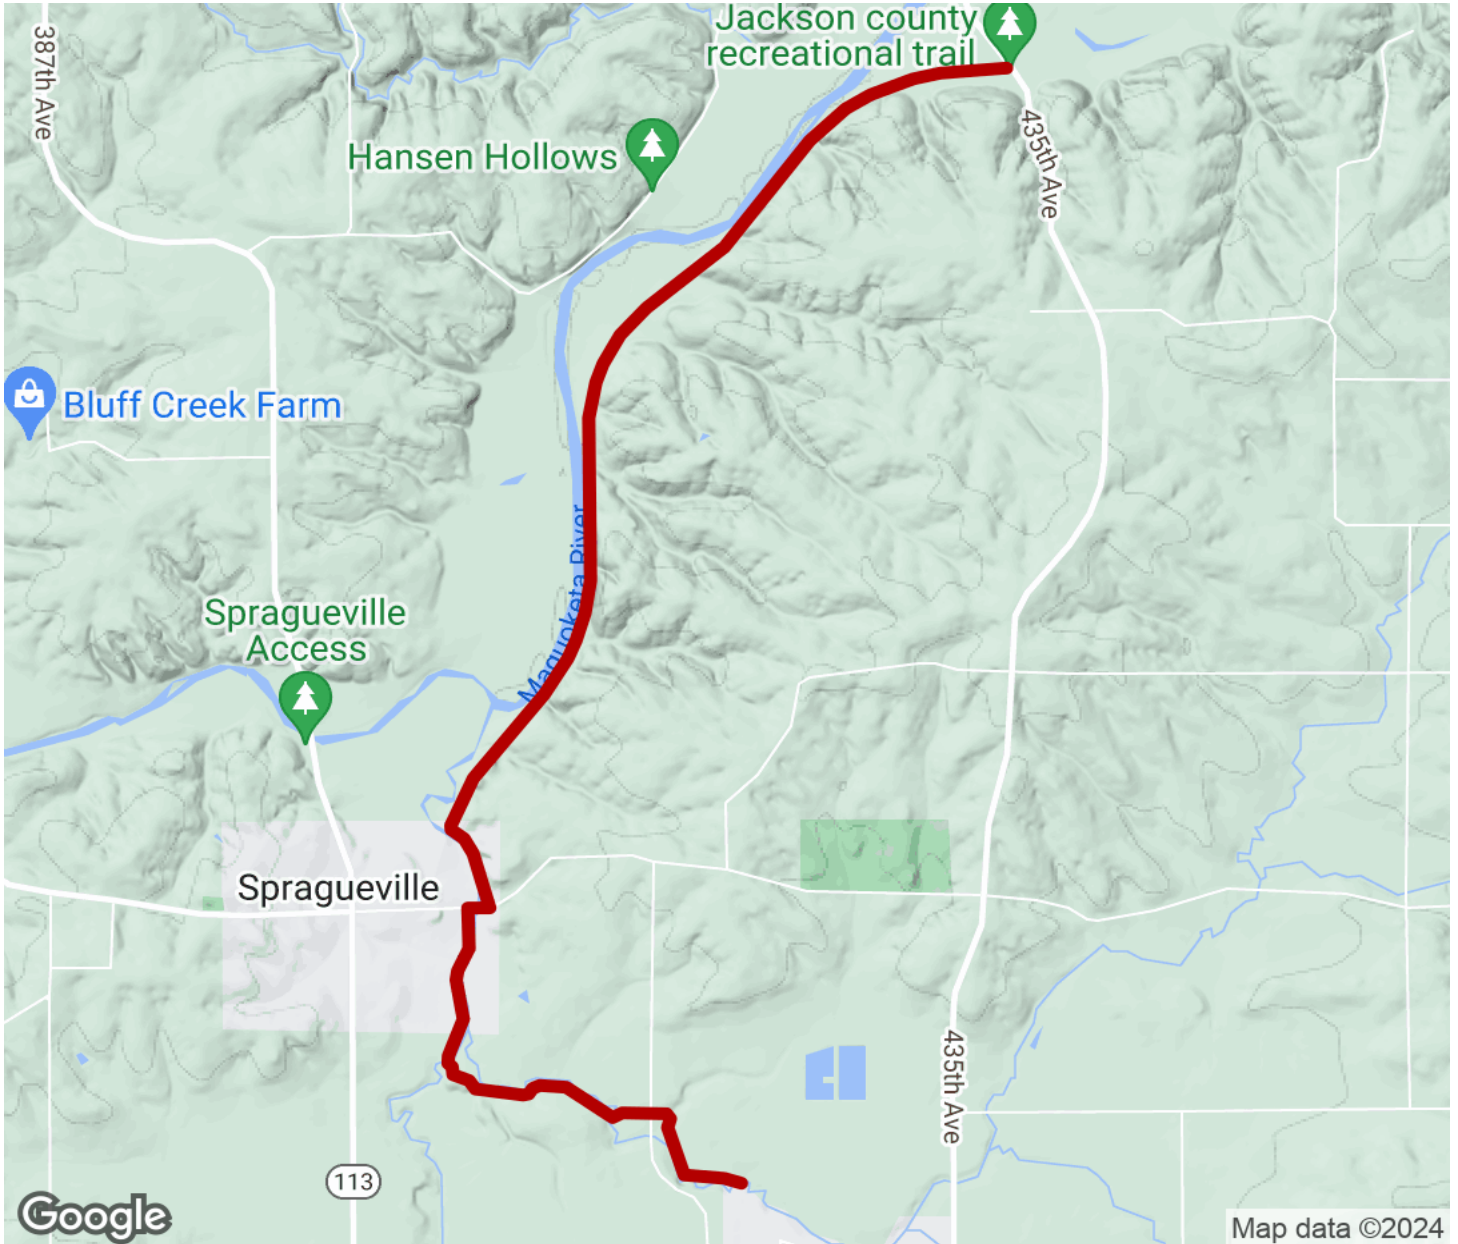 Jackson county
recreational trail
387th Ave
435th Ave
Hansen Hollows
Bluff Creek Farm
Maquoketa River
Spragueville
Access
Spragueville
435th Ave
113
Google
Map data ©2024